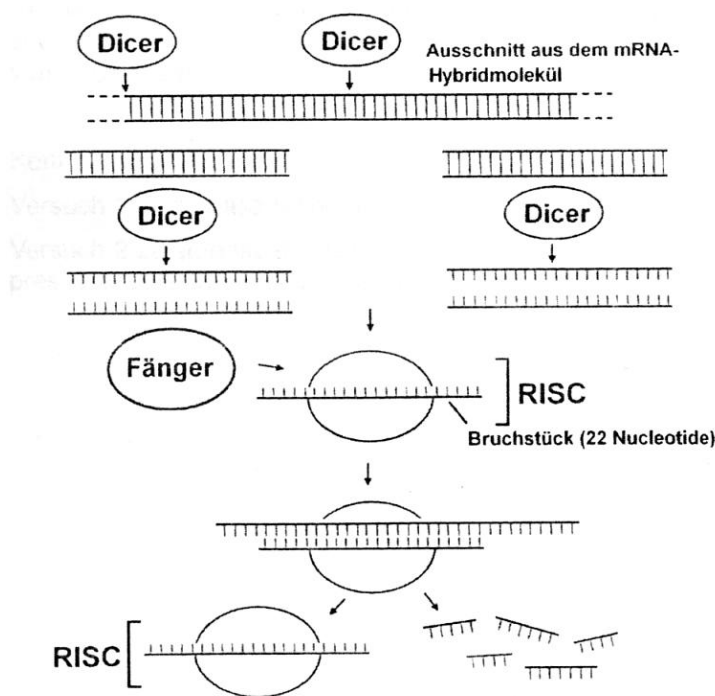 Dicer
Dicer
Ausschnitt aus dem mRNA-
Hybridmolekül
Dicer
Dicer
Fänger
RISC
Bruchstück (22 Nucleotide)
RISC